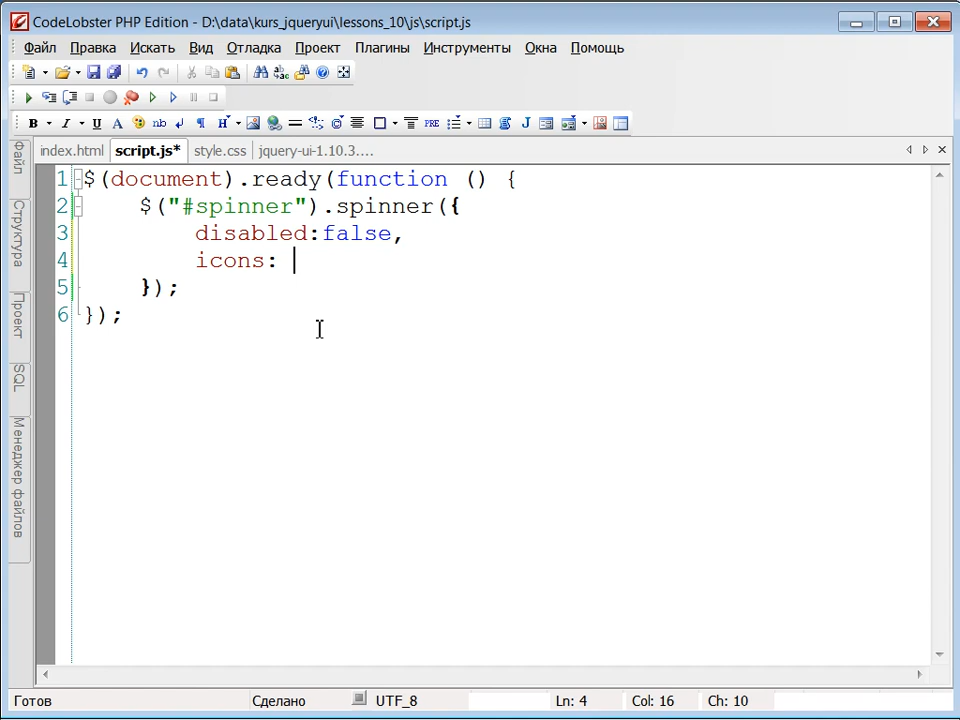 CodeLobster PHP Edition - D:\data\kurs_jqueryui\lessons_10\js\script.js
Файл Правка Искать Вид Отладка Проект Плагины Инструменты Окна Помощь
B I U A nb H PRE J
index.html script.js* style.css jquery-ui-1.10.3....
Файл
Структура
Проект
SQL
Менеджер файлов
1 $(document).ready(function () {
2 $("#spinner").spinner({
3 disabled:false,
4 icons:
5 });
6 });
Готов Сделано UTF_8 Ln: 4 Col: 16 Ch: 10